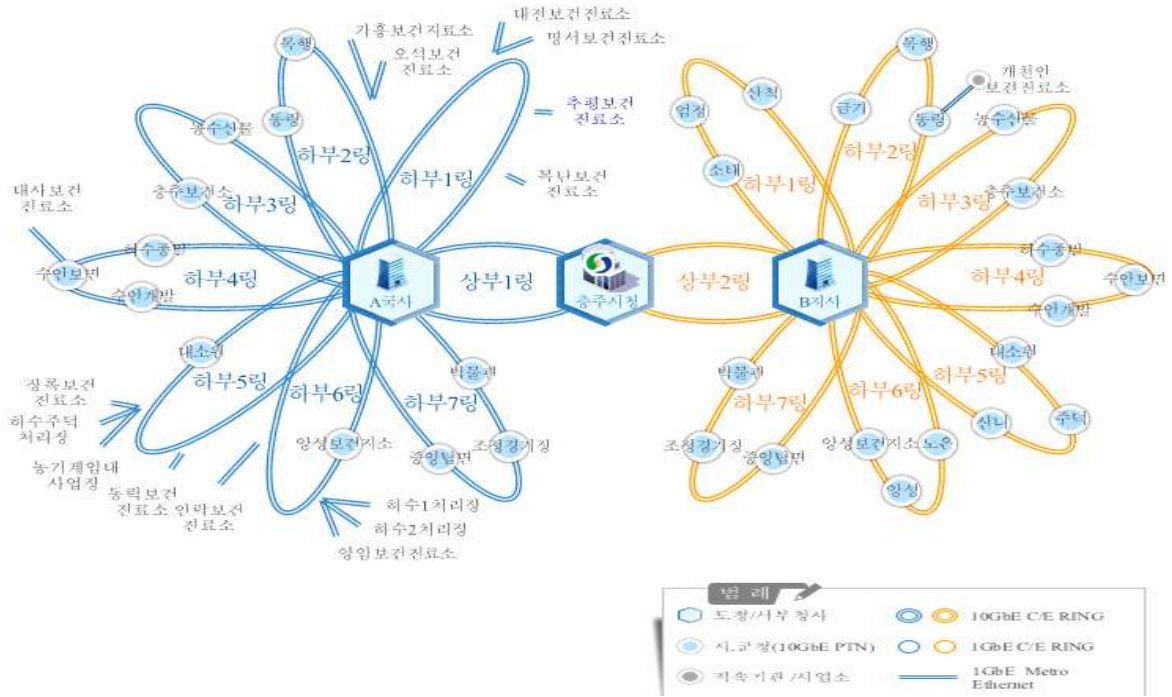 대전보건진료소
명서보건진료소
가흥보건지료소
오석보건
진료소
목행
추평보건
진료소
동량
농수산물
하부2링
하부1링
복난보건
진료소
대사보건
진료소
충주보건소
하부3링
하수종말
수안보면
하부4링
수안개발
A국사
상부1링
충주시청
상부2링
B지사
대소원
하부5링
하부6링
하부7링
박물관
장록보건
진료소
하수주덕
처리장
농기계임대
사업장
동락보건
진료소
인락보건
진료소
앙성보건지소
중앙탑면
조정경기장
하수1처리장
하수2처리장
영임보건진료소
목행
산척
엄정
금가
동량
개천인
보건진료소
농수산물
소태
하부1링
하부2링
하부3링
충주보건소
하수종말
하부4링
수안보면
수안개발
대소원
하부5링
주덕
신니
하부6링
하부7링
박물관
조정경기장
중앙탑면
앙성보건지소
노은
앙성
범 례
도청/서부청사
10GbE C/E RING
시.군청(10GbE PTN)
1GbE C/E RING
직속기관 /사업소
1GbE Metro
Ethernet